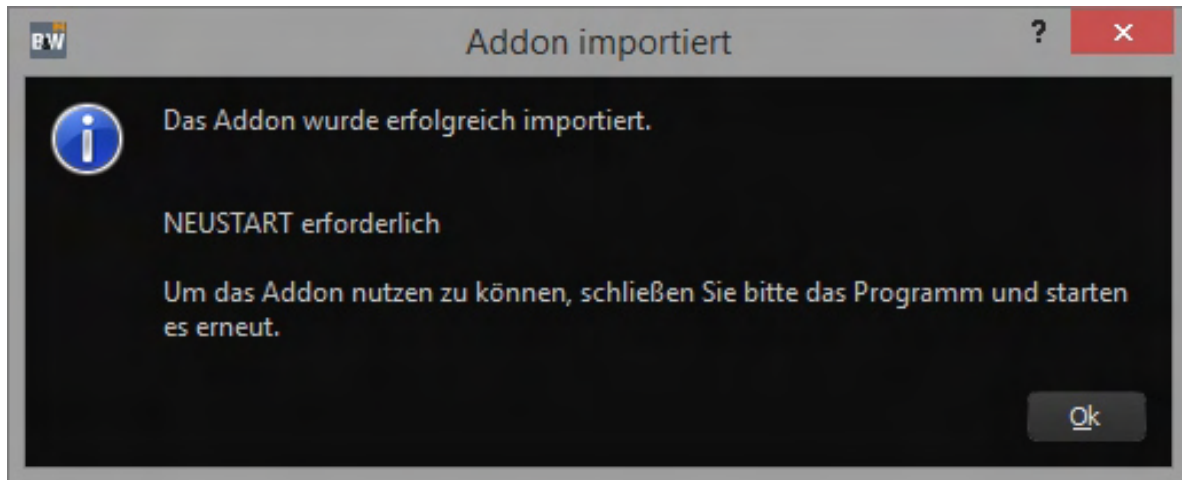 B&W
Addon importiert
?
Das Addon wurde erfolgreich importiert.
NEUSTART erforderlich
Um das Addon nutzen zu können, schließen Sie bitte das Programm und starten
es erneut.
Ok